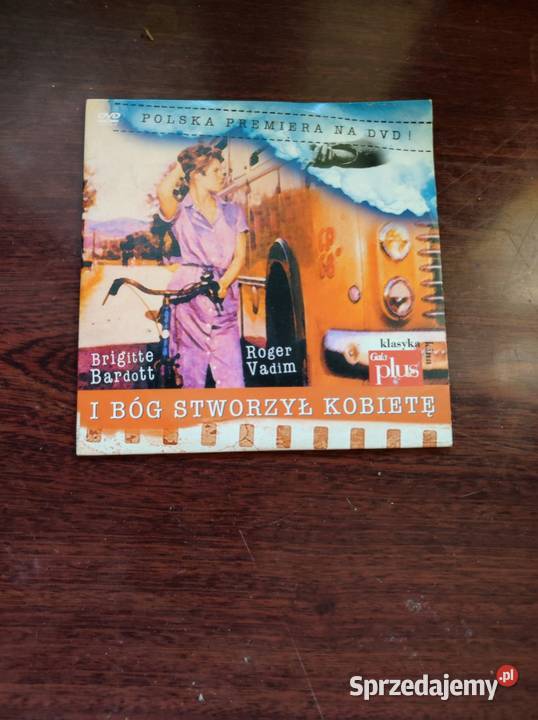 DVD
POLSKA PREMIERA NA DVD!
Brigitte
Bardott
Roger
Vadim
klasyka
kina
Gala
plus
I BÓG STWORZYŁ KOBIETĘ
Sprzedajemy.pl